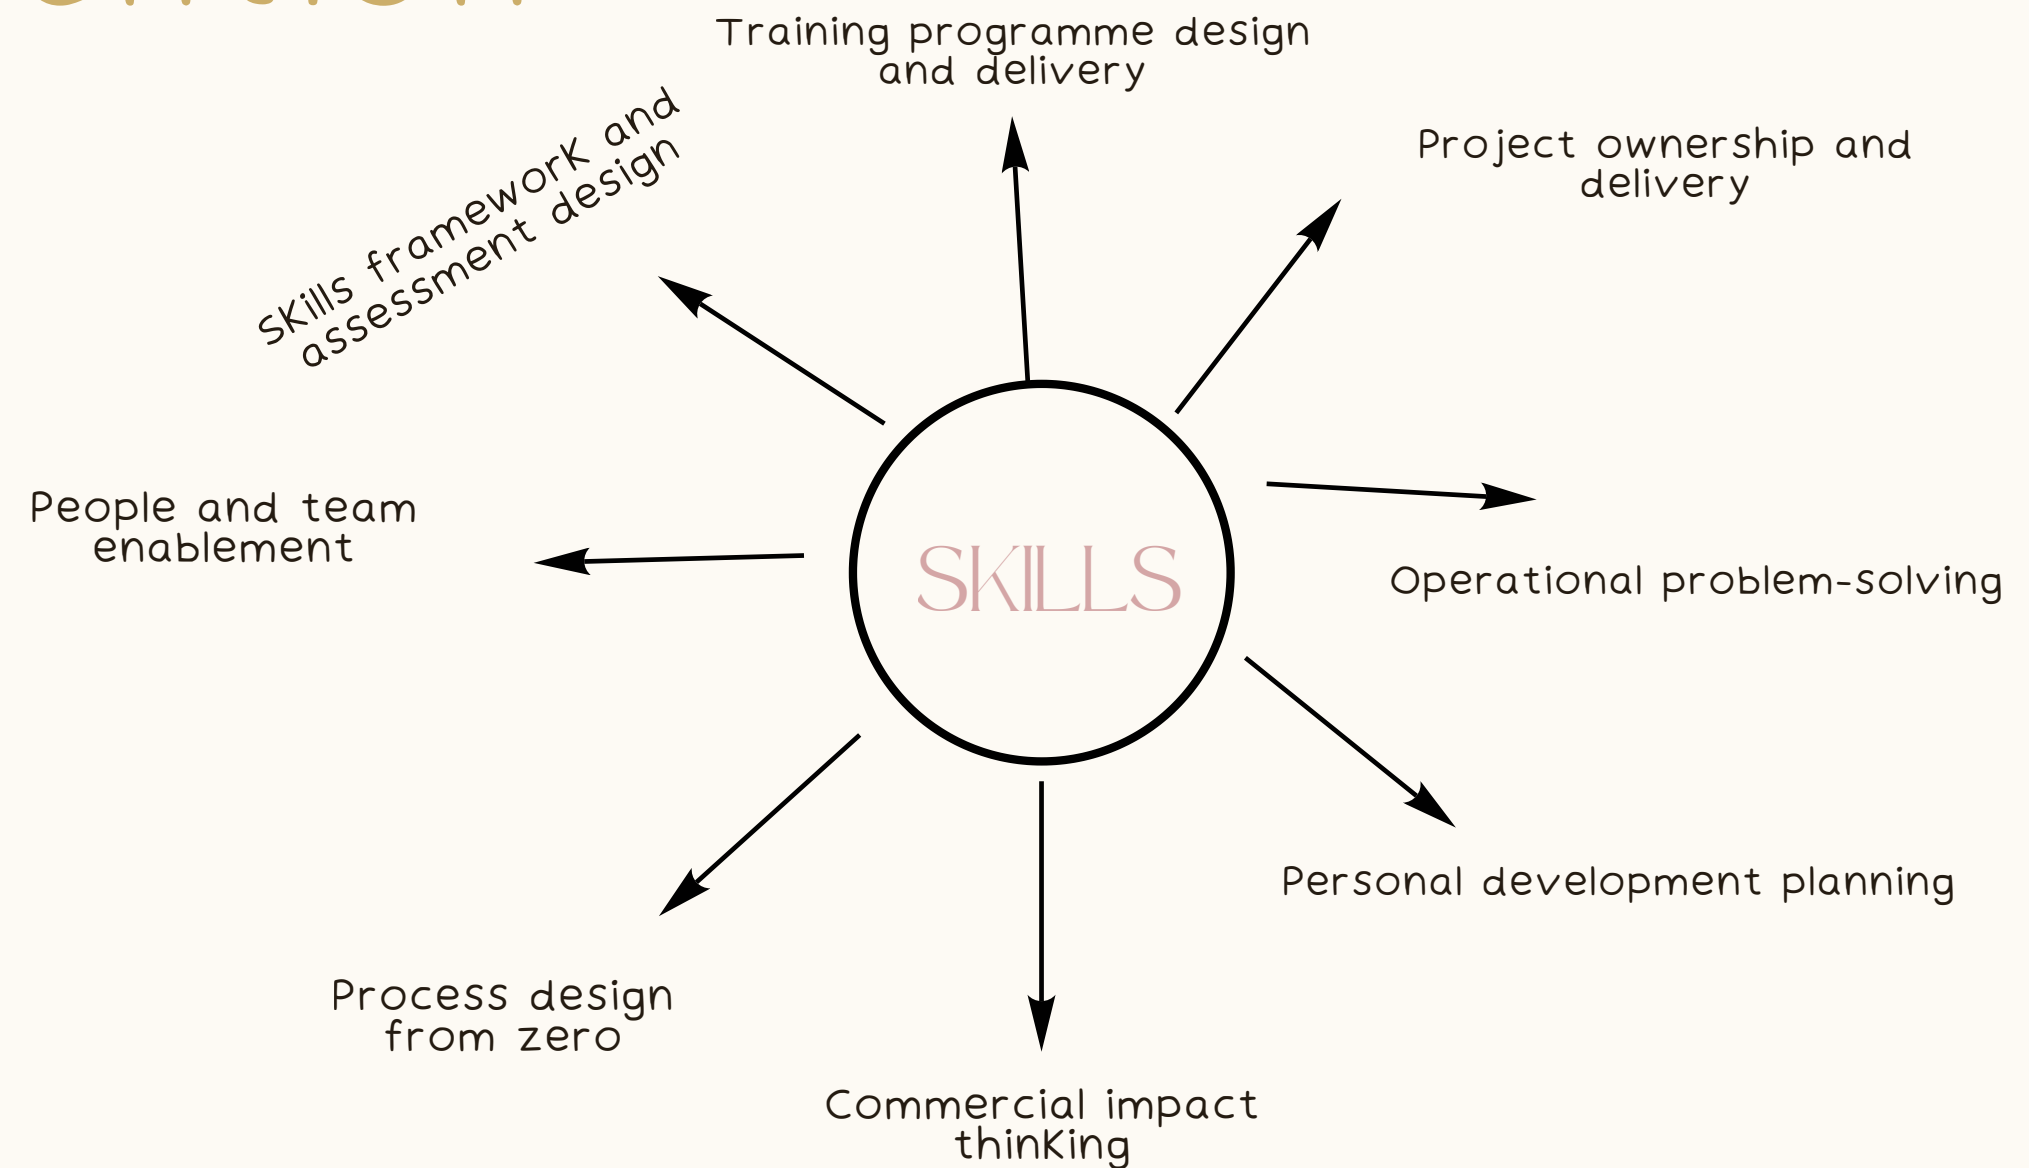 Training programme design
and delivery
Project ownership and
delivery
Skills framework and
assessment design
People and team
enablement
SKILLS
Operational problem-solving
Personal development planning
Process design
from zero
Commercial impact
thinking